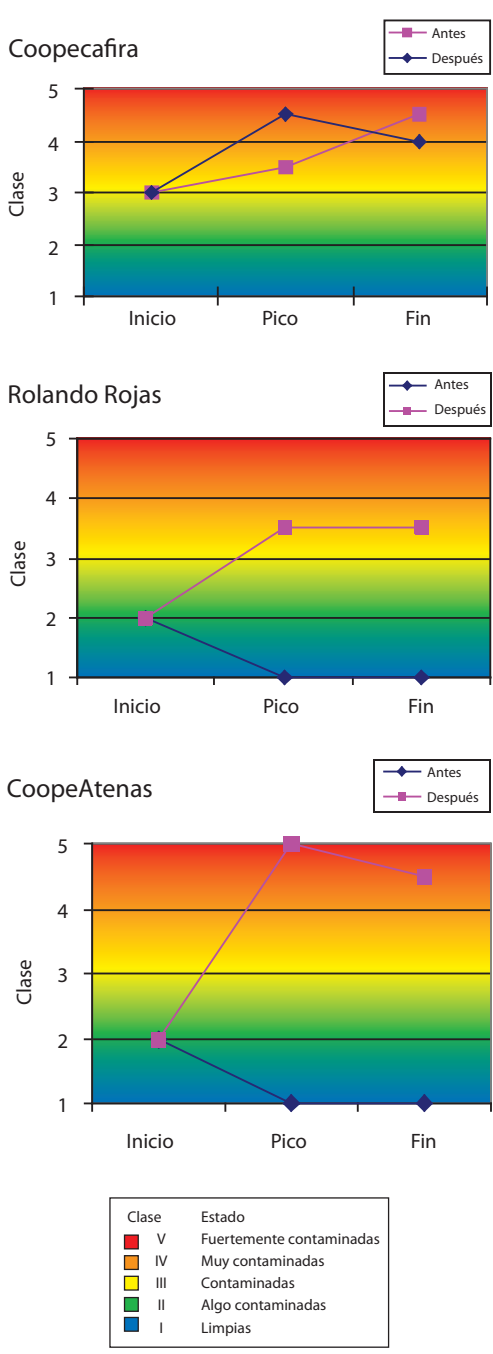 Coopecafira
Antes
Después
5
4
3
2
1
Clase
Inicio Pico Fin
Rolando Rojas
Antes
Después
5
4
3
2
1
Clase
Inicio Pico Fin
CoopeAtenas
Antes
Después
5
4
3
2
1
Clase
Inicio Pico Fin
Clase Estado
V Fuertemente contaminadas
IV Muy contaminadas
III Contaminadas
II Algo contaminadas
I Limpias